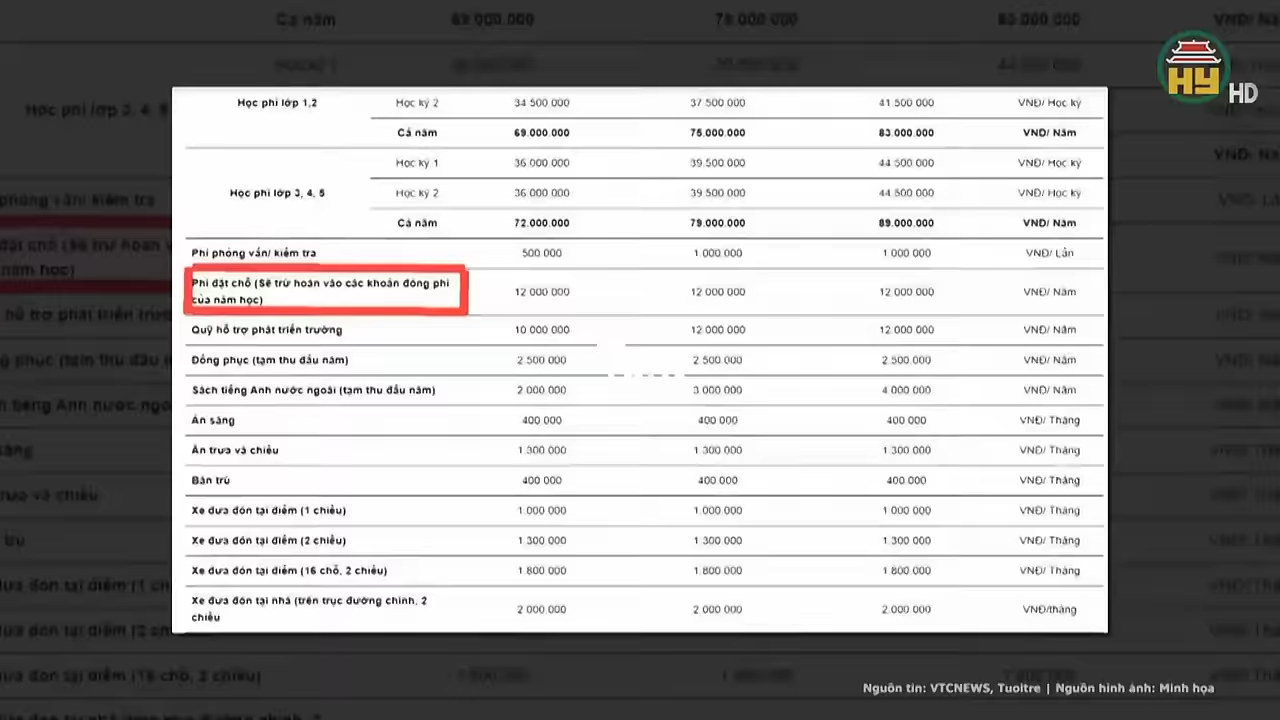 Cả năm 69.000.000 75.000.000 83.000.000 VNĐ/ Năm
HY HD
Học phí lớp 1,2 Học kỳ 2 34 500 000 37 500 000 41 500 000 VNĐ/ Học kỳ
Cả năm 69.000.000 75.000.000 83.000.000 VNĐ/ Năm
Học kỳ 1 36 000 000 39 500 000 44 500 000 VNĐ/ Học kỳ
Học phí lớp 3, 4, 5 Học kỳ 2 36 000 000 39 500 000 44 500 000 VNĐ/ Học kỳ
Cả năm 72.000.000 79.000.000 89.000.000 VNĐ/ Năm
Phí phỏng vấn/ kiểm tra 500 000 1 000 000 1 000 000 VNĐ/ Lần
Phí đặt chỗ (Sẽ trừ hoàn vào các khoản đóng phí
của năm học) 12 000 000 12 000 000 12 000 000 VNĐ/ Năm
Quỹ hỗ trợ phát triển trường 10 000 000 12 000 000 12 000 000 VNĐ/ Năm
Đồng phục (tạm thu đầu năm) 2 500 000 2 500 000 2 500 000 VNĐ/ Năm
Sách tiếng Anh nước ngoài (tạm thu đầu năm) 2 000 000 3 000 000 4 000 000 VNĐ/ Năm
Ăn sáng 400 000 400 000 400 000 VNĐ/ Tháng
Ăn trưa và chiều 1 300 000 1 300 000 1 300 000 VNĐ/ Tháng
Bán trú 400 000 400 000 400 000 VNĐ/ Tháng
Xe đưa đón tại điểm (1 chiều) 1 000 000 1 000 000 1 000 000 VNĐ/ Tháng
Xe đưa đón tại điểm (2 chiều) 1 300 000 1 300 000 1 300 000 VNĐ/ Tháng
Xe đưa đón tại điểm (16 chỗ, 2 chiều) 1 800 000 1 800 000 1 800 000 VNĐ/ Tháng
Xe đưa đón tại nhà (trên trục đường chính, 2
chiều 2 000 000 2 000 000 2 000 000 VNĐ/tháng
Nguồn tin: VTCNEWS, Tuoitre | Nguồn hình ảnh: Minh họa